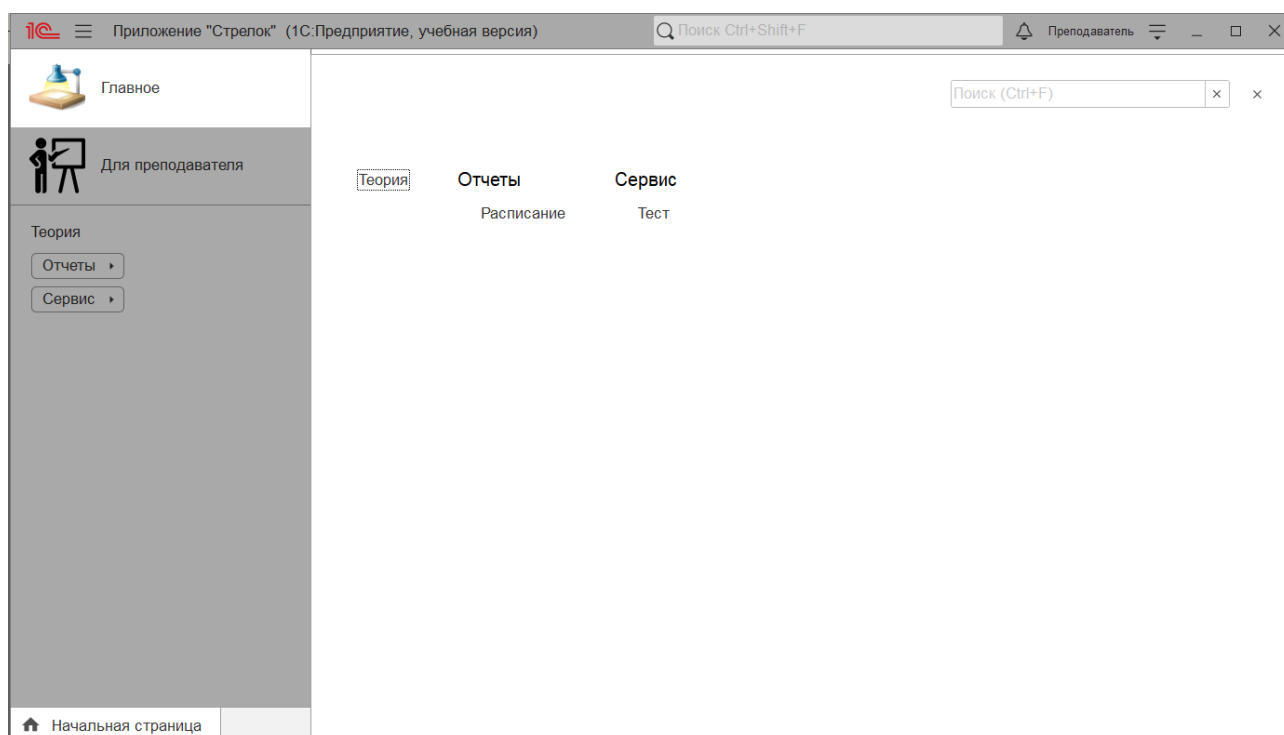 1С Приложение "Стрелок" (1С:Предприятие, учебная версия) Поиск Ctrl+Shift+F Преподаватель
Главное
Поиск (Ctrl+F)
Для преподавателя
Теория Отчеты Сервис
Расписание Тест
Теория
Отчеты
Сервис
Начальная страница